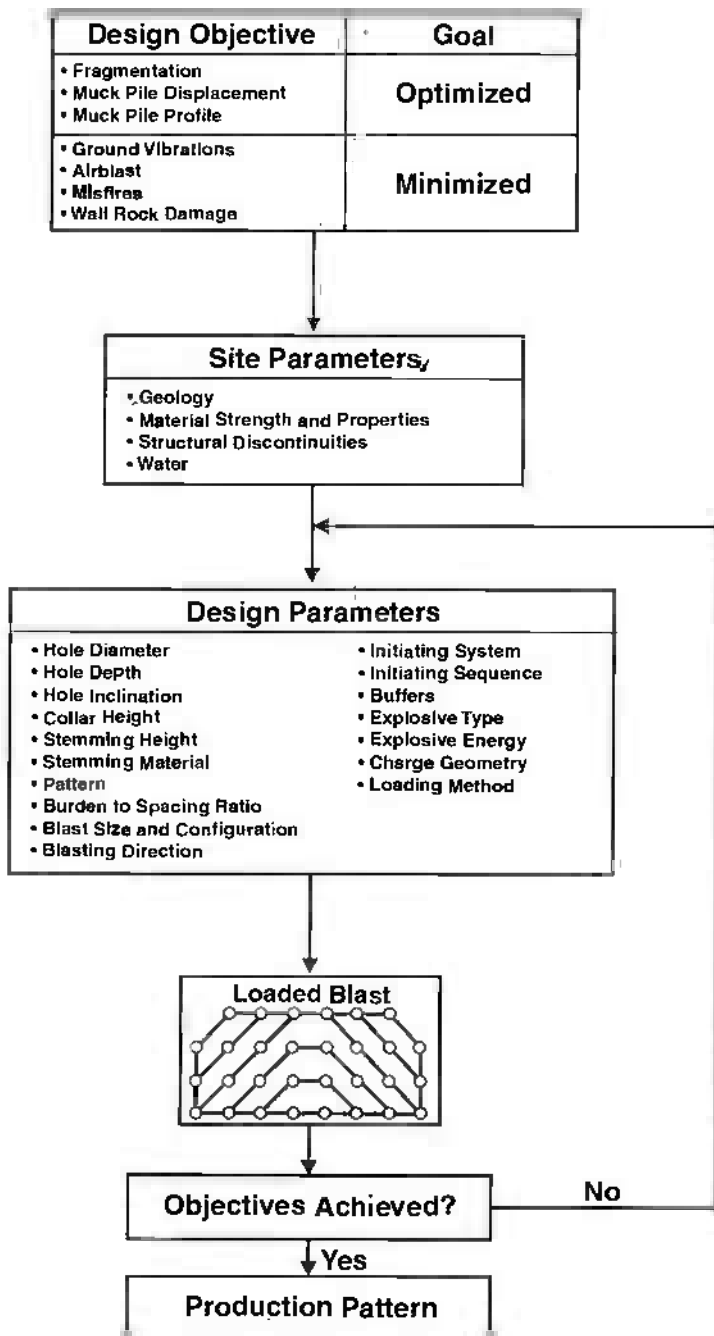 Design Objective Goal
• Fragmentation
• Muck Pile Displacement
• Muck Pile Profile
Optimized
• Ground Vibrations
• Airblast
• Misfires
• Wall Rock Damage
Minimized
Site Parameters
• Geology
• Material Strength and Properties
• Structural Discontinuities
• Water
Design Parameters
• Hole Diameter
• Hole Depth
• Hole Inclination
• Collar Height
• Stemming Height
• Stemming Material
• Pattern
• Burden to Spacing Ratio
• Blast Size and Configuration
• Blasting Direction
• Initiating System
• Initiating Sequence
• Buffers
• Explosive Type
• Explosive Energy
• Charge Geometry
• Loading Method
Loaded Blast
Objectives Achieved?
No
Yes
Production Pattern